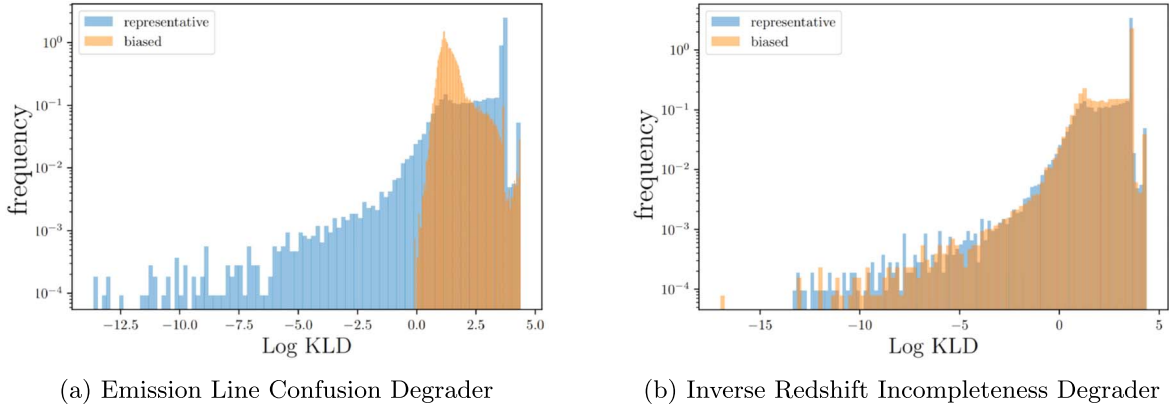 representative
biased
10^0
10^-1
10^-2
10^-3
10^-4
frequency
−12.5 −10.0 −7.5 −5.0 −2.5 0.0 2.5 5.0
Log KLD
(a) Emission Line Confusion Degrader
representative
biased
10^0
10^-1
10^-2
10^-3
10^-4
frequency
−15 −10 −5 0 5
Log KLD
(b) Inverse Redshift Incompleteness Degrader